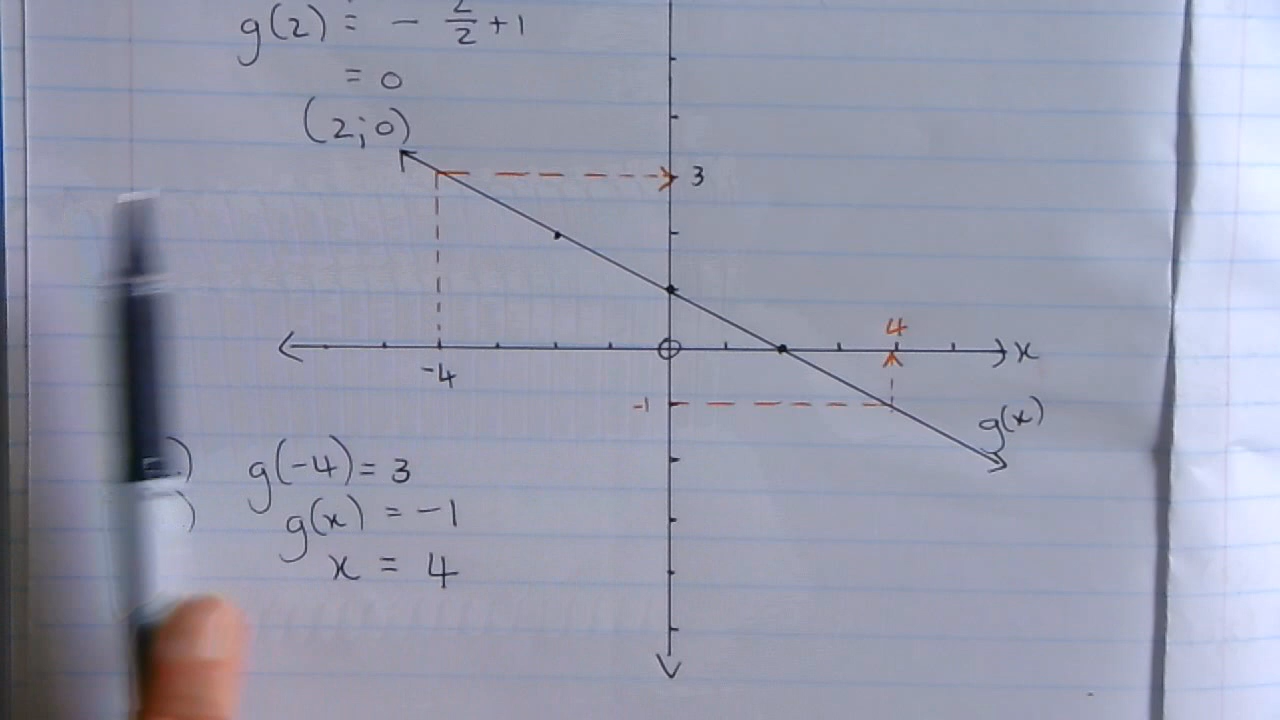 g(2) = - 2/2 + 1
= 0
(2;0)
3
4
x
-4
-1
g(x)
g(-4) = 3
g(x) = -1
x = 4